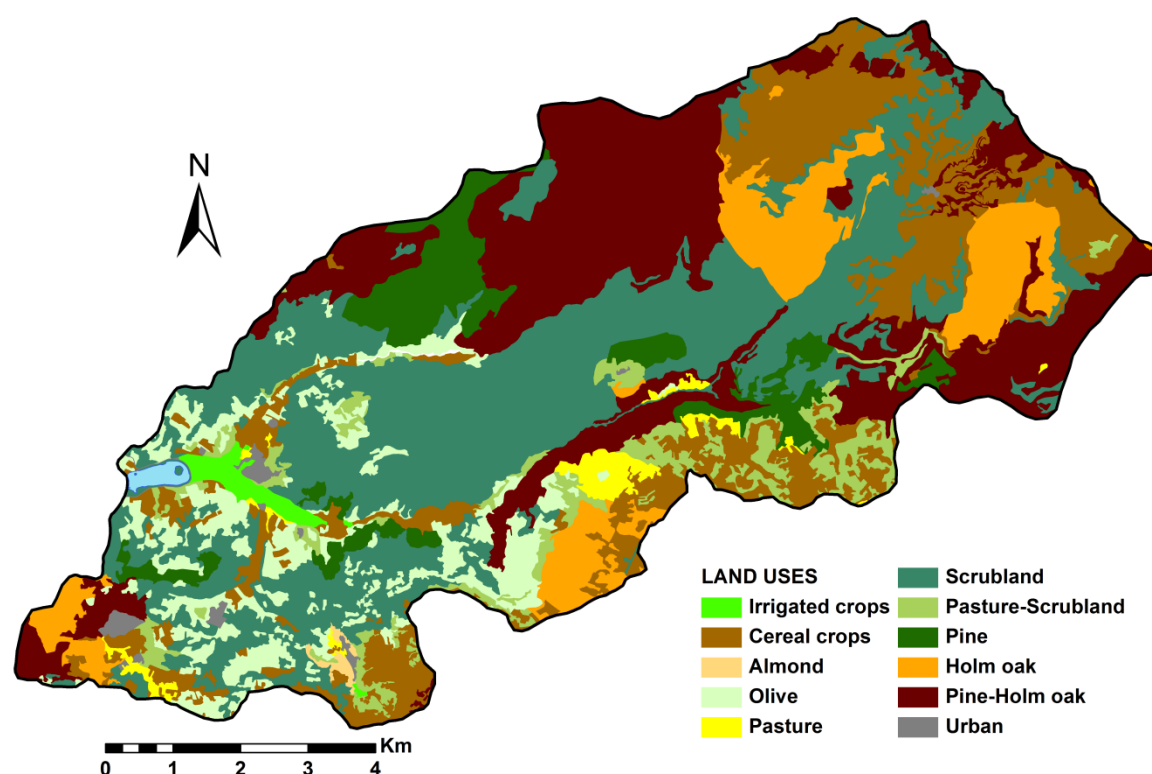 N
LAND USES
Irrigated crops
Cereal crops
Almond
Olive
Pasture
Scrubland
Pasture-Scrubland
Pine
Holm oak
Pine-Holm oak
Urban
Km
0 1 2 3 4